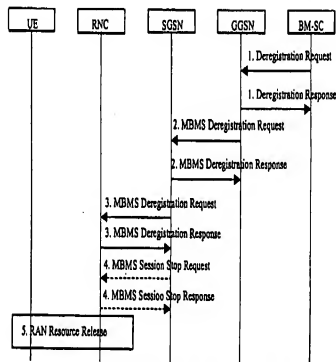 UE RNC SGSN GGSN BM-SC
1. Deregistration Request
1. Deregistration Response
2. MBMS Deregistration Request
2. MBMS Deregistration Response
3. MBMS Deregistration Request
3. MBMS Deregistration Response
4. MBMS Session Stop Request
4. MBMS Session Stop Response
5. RAN Resource Release